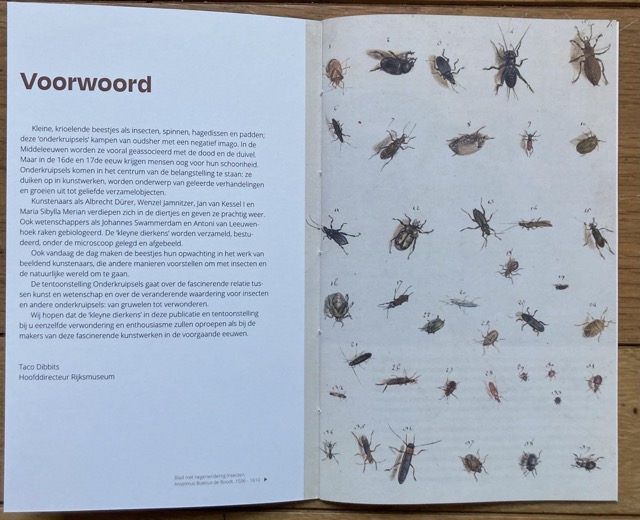 Voorwoord
Kleine, krioelende beestjes als insecten, spinnen, hagedissen en padden;
deze ‘onderkruipsels’ kampen van oudsher met een negatief imago. In de
Middeleeuwen worden ze vooral geassocieerd met de dood en de duivel.
Maar in de 16de en 17de eeuw krijgen mensen oog voor hun schoonheid.
Onderkruipsels komen in het centrum van de belangstelling te staan: ze
duiken op in kunstwerken, worden onderwerp van geleerde verhandelingen
en groeien uit tot geliefde verzamelobjecten.
Kunstenaars als Albrecht Dürer, Wenzel Jamnitzer, Jan van Kessel I en
Maria Sibylla Merian verdiepen zich in de diertjes en geven ze prachtig weer.
Ook wetenschappers als Johannes Swammerdam en Antoni van Leeuwen-
hoek raken gebiologeerd. De ‘kleyne dierkens’ worden verzameld, bestu-
deerd, onder de microscoop gelegd en afgebeeld.
Ook vandaag de dag maken de beestjes hun opwachting in het werk van
beeldend kunstenaars, die andere manieren voorstellen om met insecten en
de natuurlijke wereld om te gaan.
De tentoonstelling Onderkruipsels gaat over de fascinerende relatie tus-
sen kunst en wetenschap en over de veranderende waardering voor insecten
en andere onderkruipsels: van gruwelen tot verwonderen.
Wij hopen dat de ‘kleyne dierkens’ in deze publicatie en tentoonstelling
bij u eenzelfde verwondering en enthousiasme zullen oproepen als bij de
makers van deze fascinerende kunstwerken in de voorgaande eeuwen.
Taco Dibbits
Hoofddirecteur Rijksmuseum
Blad met negenendertig insecten,
Anselmus Boëtius de Boodt, 1596 - 1610